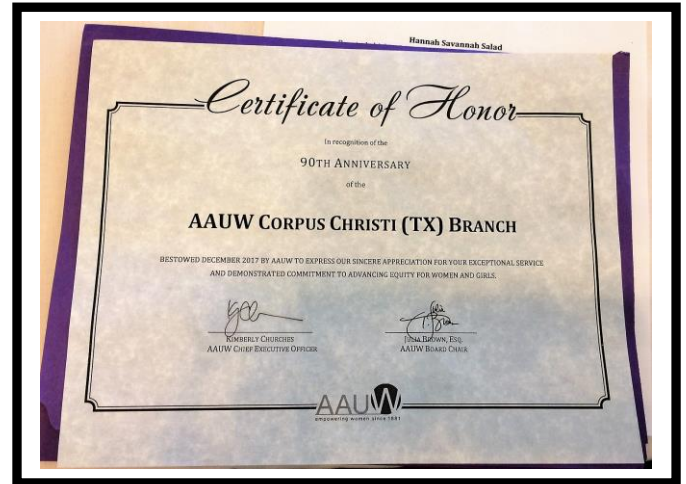 Hannah Savannah Salad
Certificate of Honor
In recognition of the
90TH ANNIVERSARY
of the
AAUW CORPUS CHRISTI (TX) BRANCH
BESTOWED DECEMBER 2017 BY AAUW TO EXPRESS OUR SINCERE APPRECIATION FOR YOUR EXCEPTIONAL SERVICE
AND DEMONSTRATED COMMITMENT TO ADVANCING EQUITY FOR WOMEN AND GIRLS.
KIMBERLY CHURCHES
AAUW CHIEF EXECUTIVE OFFICER
JULIA BROWN, ESQ.
AAUW BOARD CHAIR
AAUW
empowering women since 1881